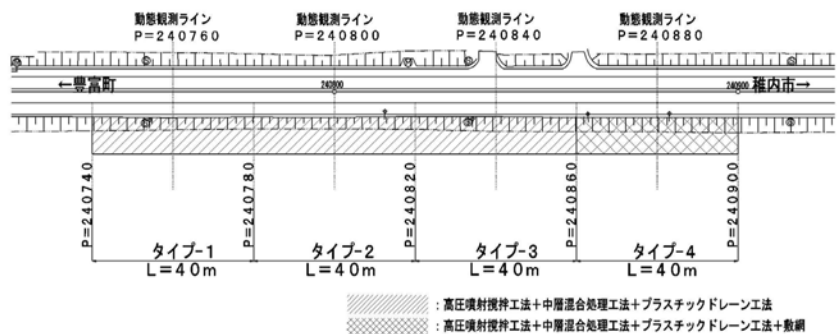 動態観測ライン
P=240760
動態観測ライン
P=240800
動態観測ライン
P=240840
動態観測ライン
P=240880
←豊富町
240800
240900
稚内市→
P=240740
P=240780
P=240820
P=240860
P=240900
タイプ-1
L=40m
タイプ-2
L=40m
タイプ-3
L=40m
タイプ-4
L=40m
：高圧噴射撹拌工法＋中層混合処理工法＋プラスチックドレーン工法
：高圧噴射撹拌工法＋中層混合処理工法＋プラスチックドレーン工法＋敷網